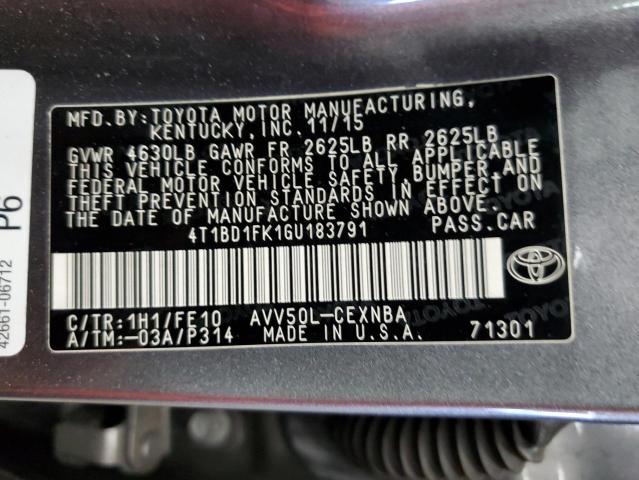 MFD. BY: TOYOTA MOTOR MANUFACTURING,
KENTUCKY, INC. 11/15
GVWR 4630LB GAWR FR 2625LB RR 2625LB
THIS VEHICLE CONFORMS TO ALL APPLICABLE
FEDERAL MOTOR VEHICLE SAFETY, BUMPER, AND
THEFT PREVENTION STANDARDS IN EFFECT ON
THE DATE OF MANUFACTURE SHOWN ABOVE.
4T1BD1FK1GU183791 PASS. CAR
C/TR: 1H1/FE10 AVV50L-CEXNBA
A/TM: -03A/P314 MADE IN U.S.A. 71301
TOYOTA
42661-06712
P6